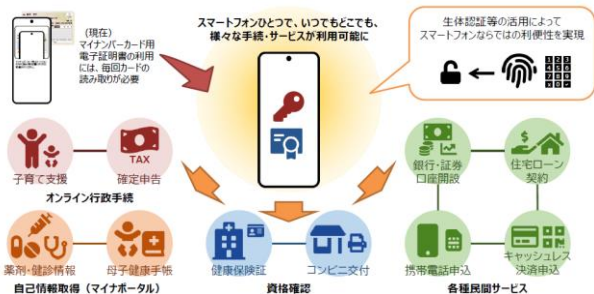 スマートフォンひとつで、いつでもどこでも、
様々な手続・サービスが利用可能に
(現在)
マイナンバーカード用
電子証明書の利用
には、毎回カードの
読み取りが必要
生体認証等の活用によって
スマートフォンならではの利便性を実現
子育て支援
TAX
確定申告
オンライン行政手続
薬剤・健診情報
母子健康手帳
自己情報取得(マイナポータル)
健康保険証
コンビニ交付
資格確認
銀行・証券
口座開設
住宅ローン
契約
携帯電話申込
キャッシュレス
決済申込
各種民間サービス